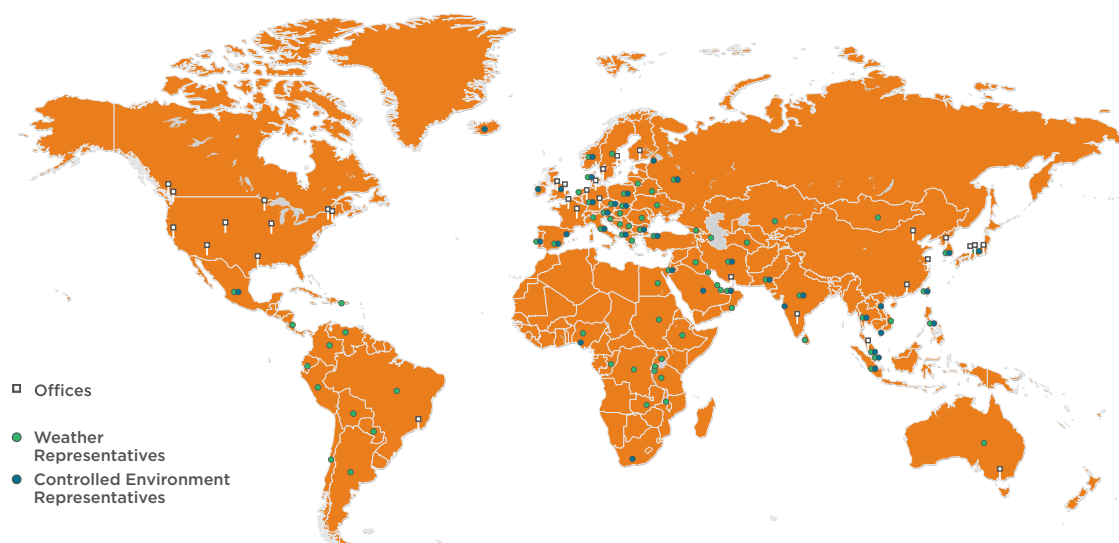 Offices
Weather
Representatives
Controlled Environment
Representatives